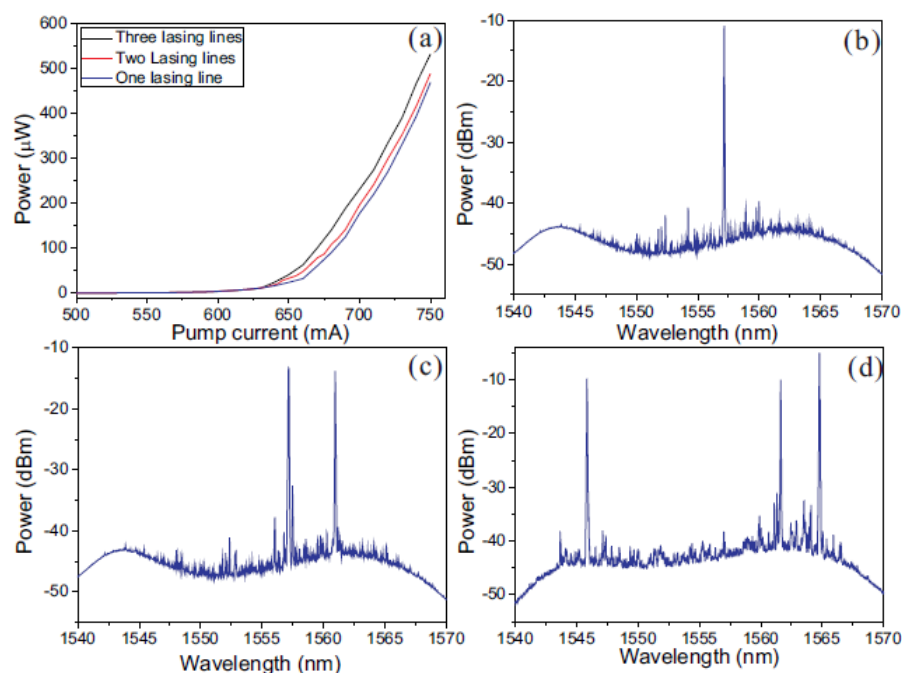 600
500
400
300
200
100
0
Power (μW)
Three lasing lines
Two Lasing lines
One lasing line
(a)
500 550 600 650 700 750
Pump current (mA)
-10
-20
-30
-40
-50
Power (dBm)
(b)
1540 1545 1550 1555 1560 1565 1570
Wavelength (nm)
-10
-20
-30
-40
-50
Power (dBm)
(c)
1540 1545 1550 1555 1560 1565 1570
Wavelength (nm)
-10
-20
-30
-40
-50
Power (dBm)
(d)
1540 1545 1550 1555 1560 1565 1570
Wavelength (nm)